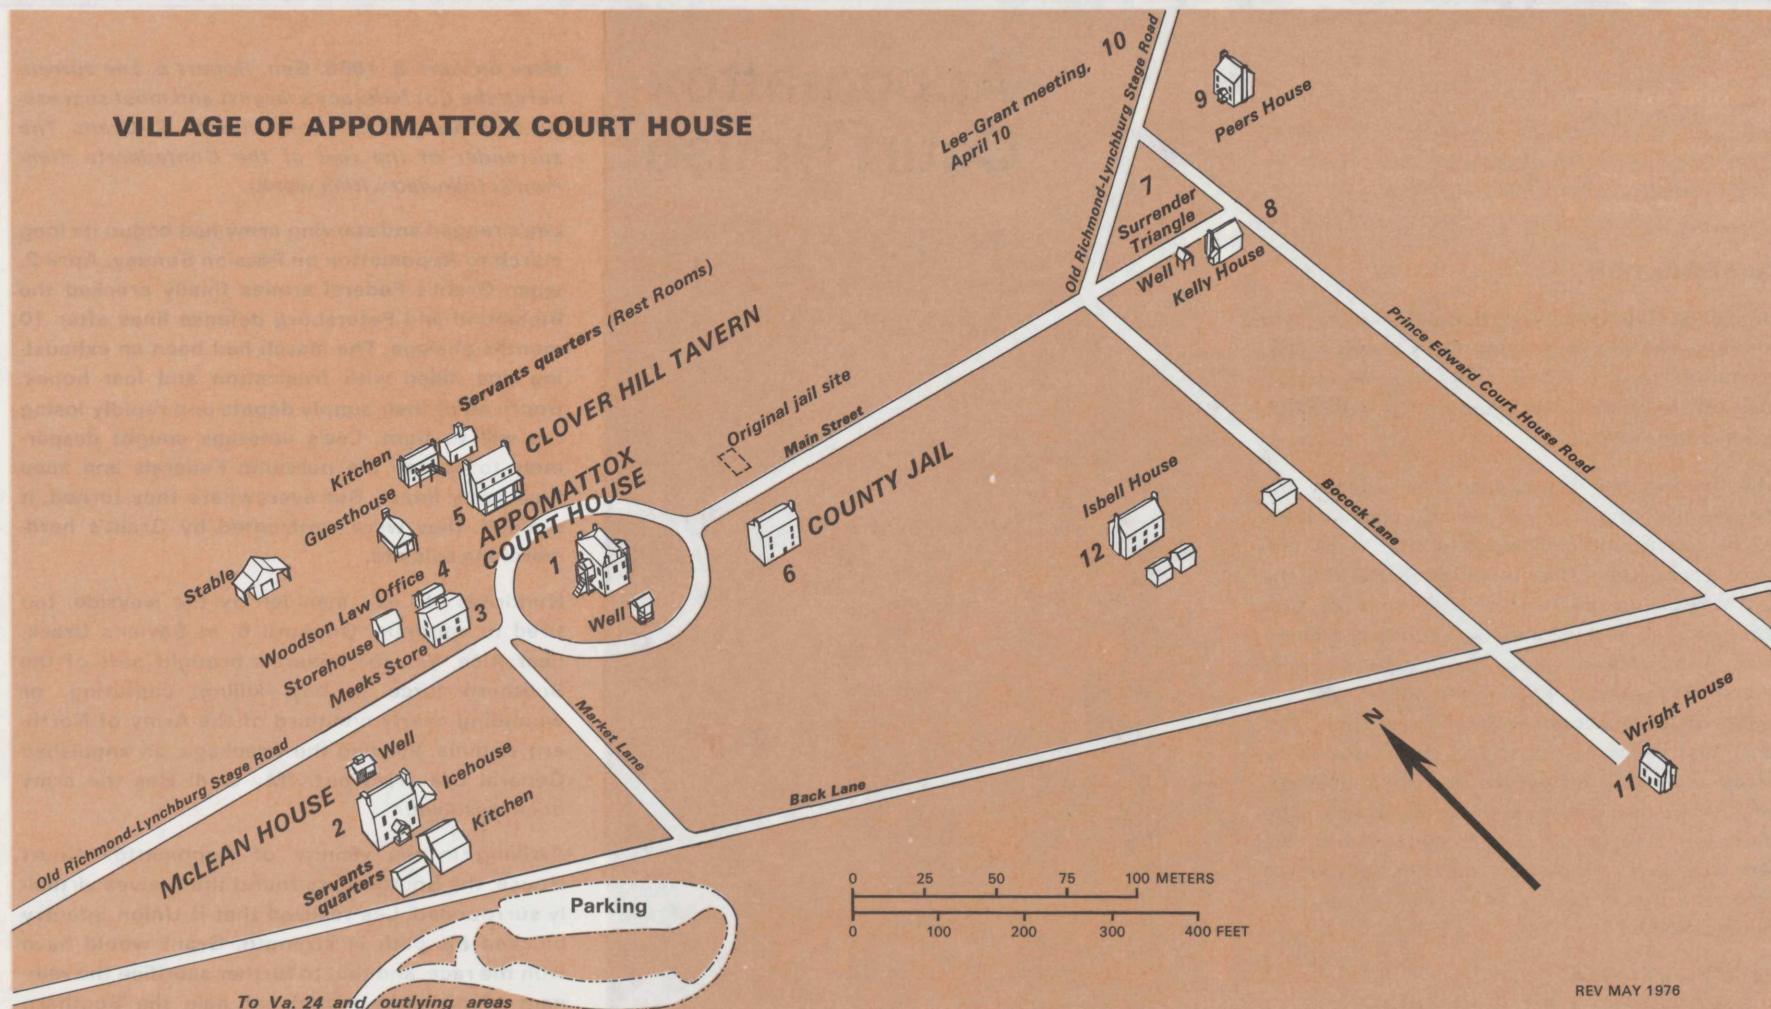 VILLAGE OF APPOMATTOX COURT HOUSE
Lee-Grant meeting, 10
April 10
Old Richmond-Lynchburg Stage Road
9
Peers House
7
Surrender
Triangle
8
Well
Kelly House
Prince Edward Court House Road
Servants quarters (Rest Rooms)
CLOVER HILL TAVERN
Kitchen
5
Guesthouse
APPOMATTOX
COURT HOUSE
1
Well
Original jail site
Main Street
COUNTY JAIL
6
Isbell House
12
Bocock Lane
Stable
Woodson Law Office 4
Storehouse
Meeks Store
3
Market Lane
Old Richmond-Lynchburg Stage Road
Well
Icehouse
McLEAN HOUSE
2
Kitchen
Servants
quarters
Back Lane
N
Wright House
11
Parking
0 25 50 75 100 METERS
0 100 200 300 400 FEET
To Va. 24 and outlying areas
REV MAY 1976